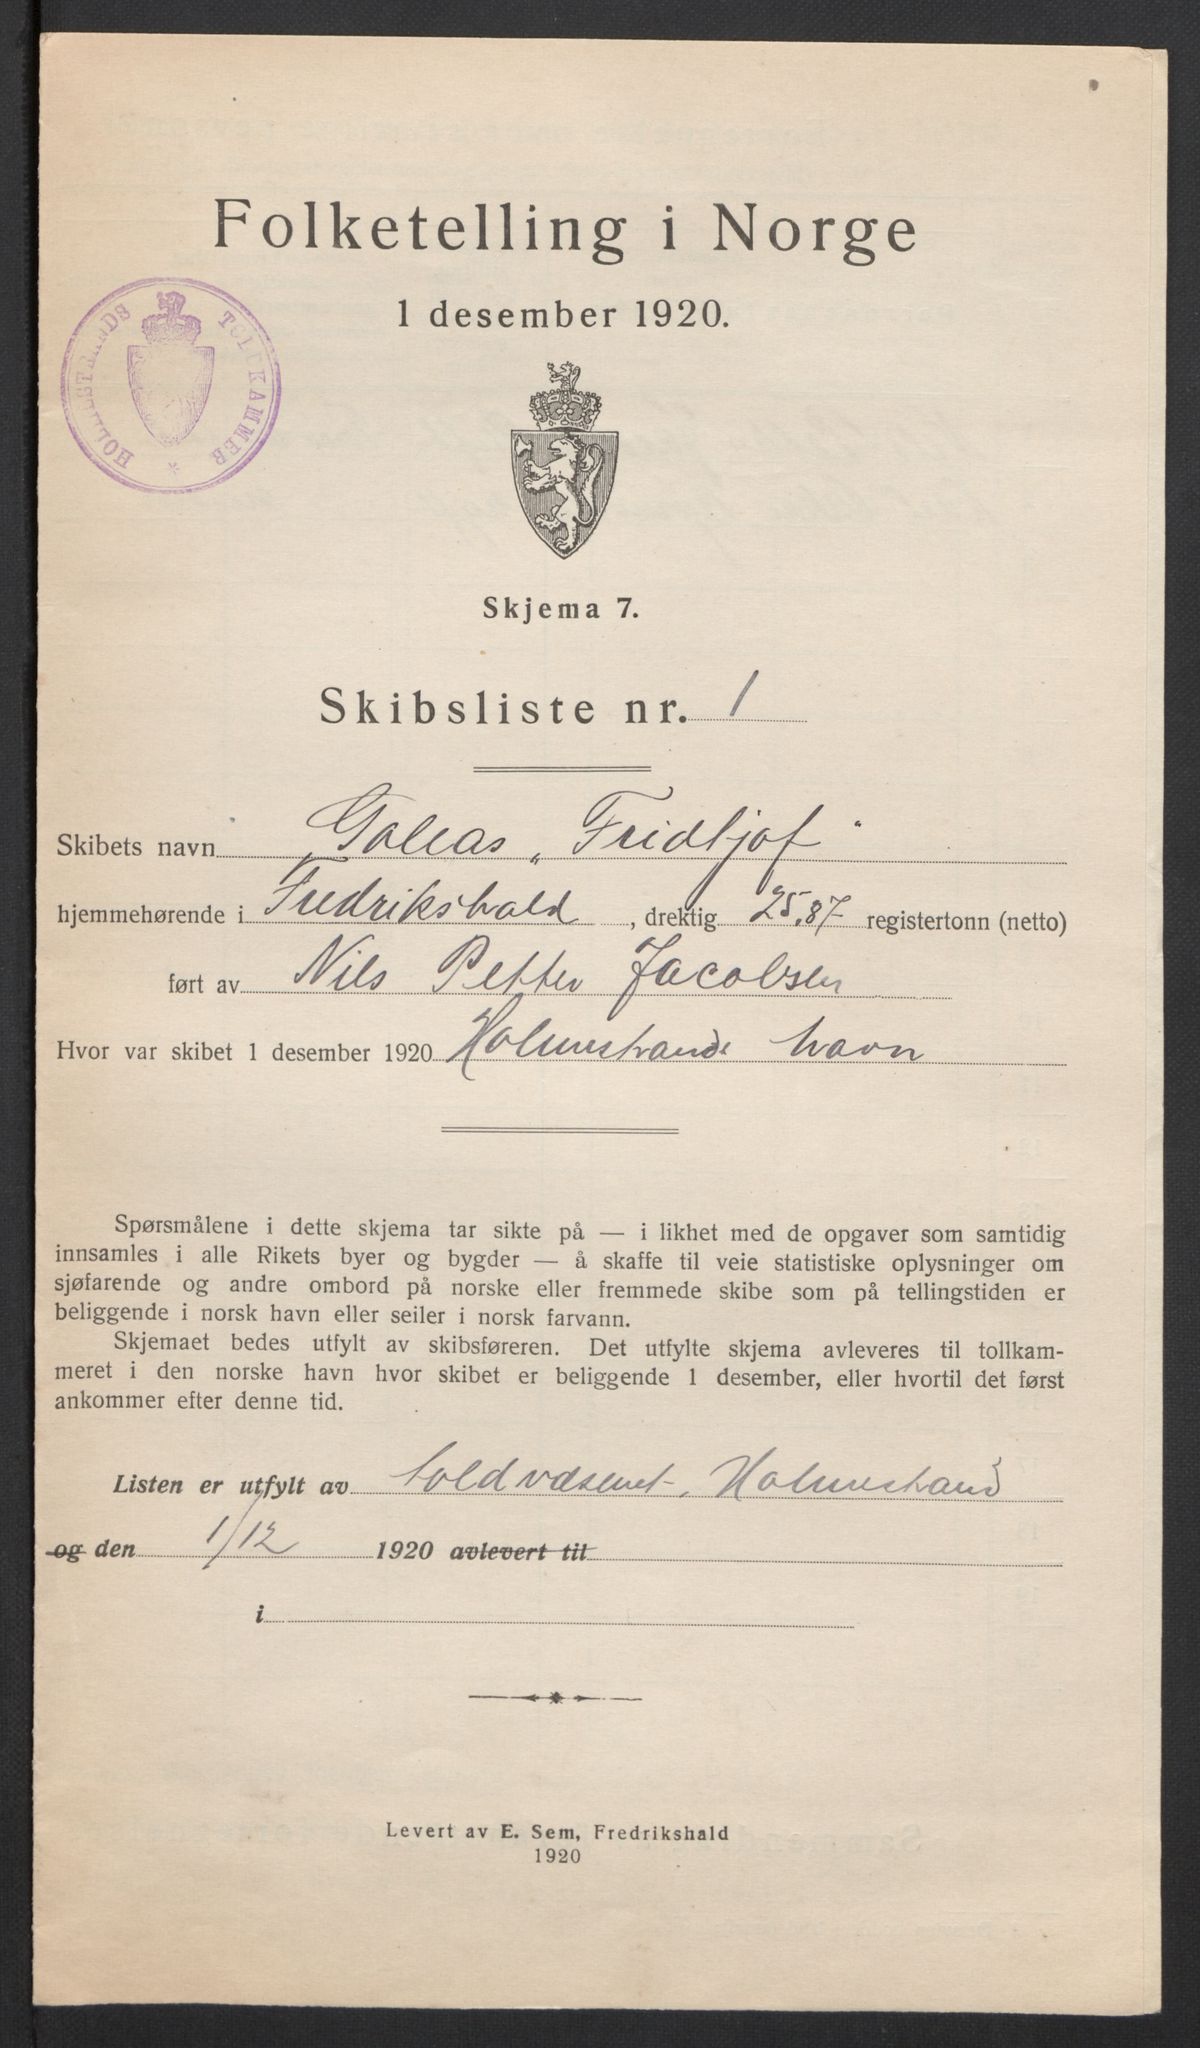 Folketelling i Norge
1 desember 1920.
HOLMESTRANDS TOLLKAMMER
Skjema 7.
Skibsliste nr. 1
Skibets navn Galeas „Fridtjof“
hjemmehørende i Fredrikshald, drektig 25,87 registertonn (netto)
ført av Nils Petter Jacobsen
Hvor var skibet 1 desember 1920 Holmestrands havn
Spørsmålene i dette skjema tar sikte på — i likhet med de opgaver som samtidig
innsamles i alle Rikets byer og bygder — å skaffe til veie statistiske oplysninger om
sjøfarende og andre ombord på norske eller fremmede skibe som på tellingstiden er
beliggende i norsk havn eller seiler i norsk farvann.
Skjemaet bedes utfylt av skibsføreren. Det utfylte skjema avleveres til tollkam-
meret i den norske havn hvor skibet er beliggende 1 desember, eller hvortil det først
ankommer efter denne tid.
Listen er utfylt av toldvæsenet, Holmestrand
og den 1/12 1920 avlevert til
i
Levert av E. Sem, Fredrikshald
1920